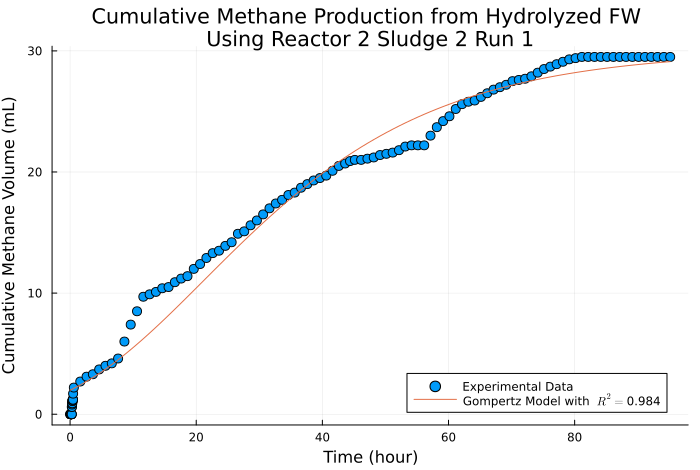 Cumulative Methane Production from Hydrolyzed FW
Using Reactor 2 Sludge 2 Run 1
Cumulative Methane Volume (mL)
30
20
10
0
Experimental Data
Gompertz Model with R² = 0.984
0 20 40 60 80
Time (hour)